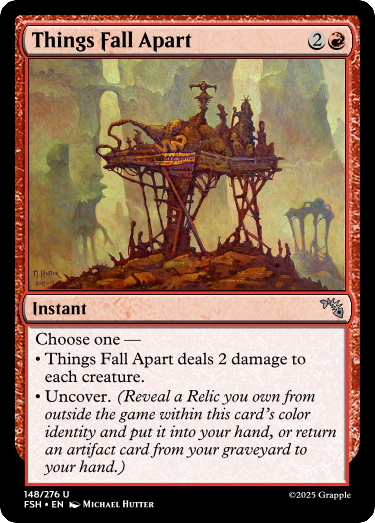 Things Fall Apart 2
Instant
Choose one —
• Things Fall Apart deals 2 damage to
each creature.
• Uncover. (Reveal a Relic you own from
outside the game within this card's color
identity and put it into your hand, or return
an artifact card from your graveyard to
your hand.)
148/276 U
FSH • EN Michael Hutter
©2025 Grapple